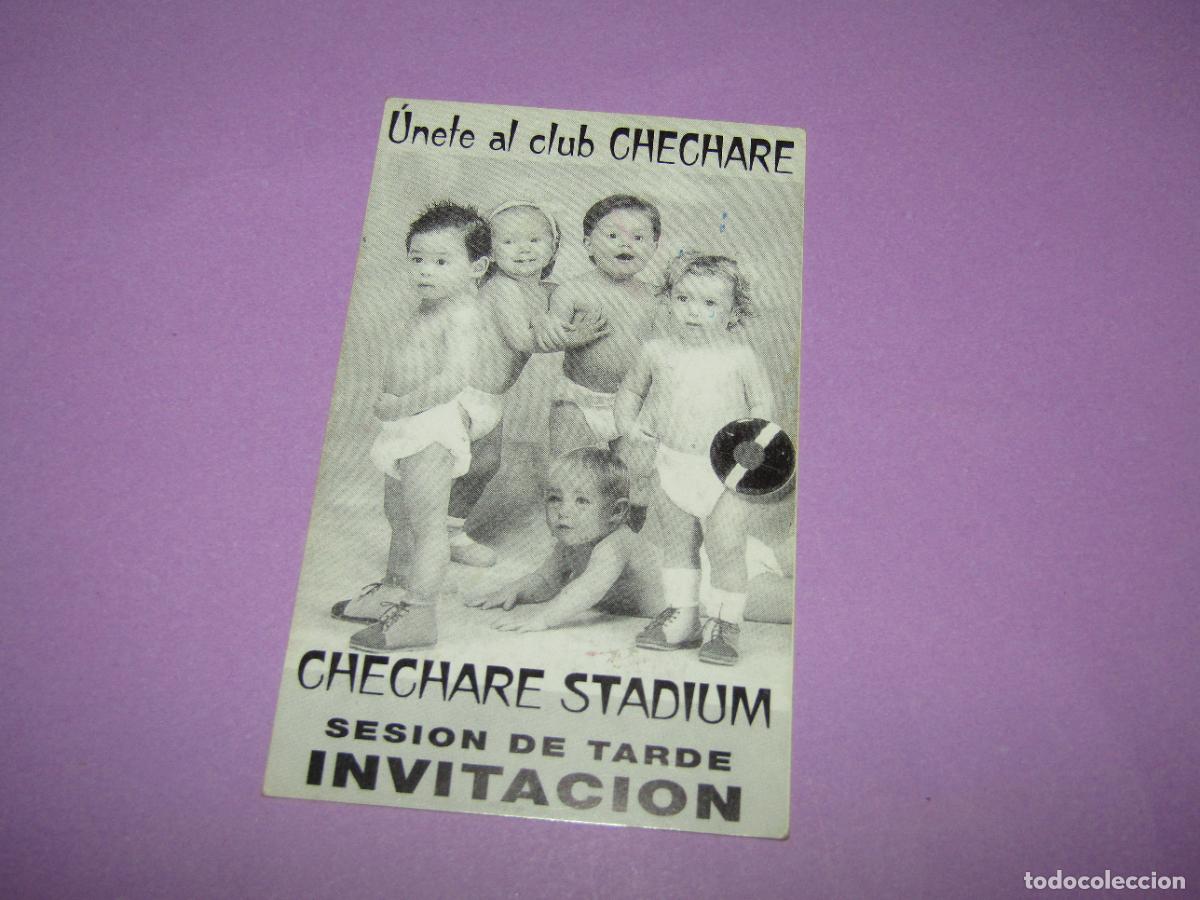 Únete al club CHECHARE
CHECHARE STADIUM
SESION DE TARDE
INVITACION
todocoleccion